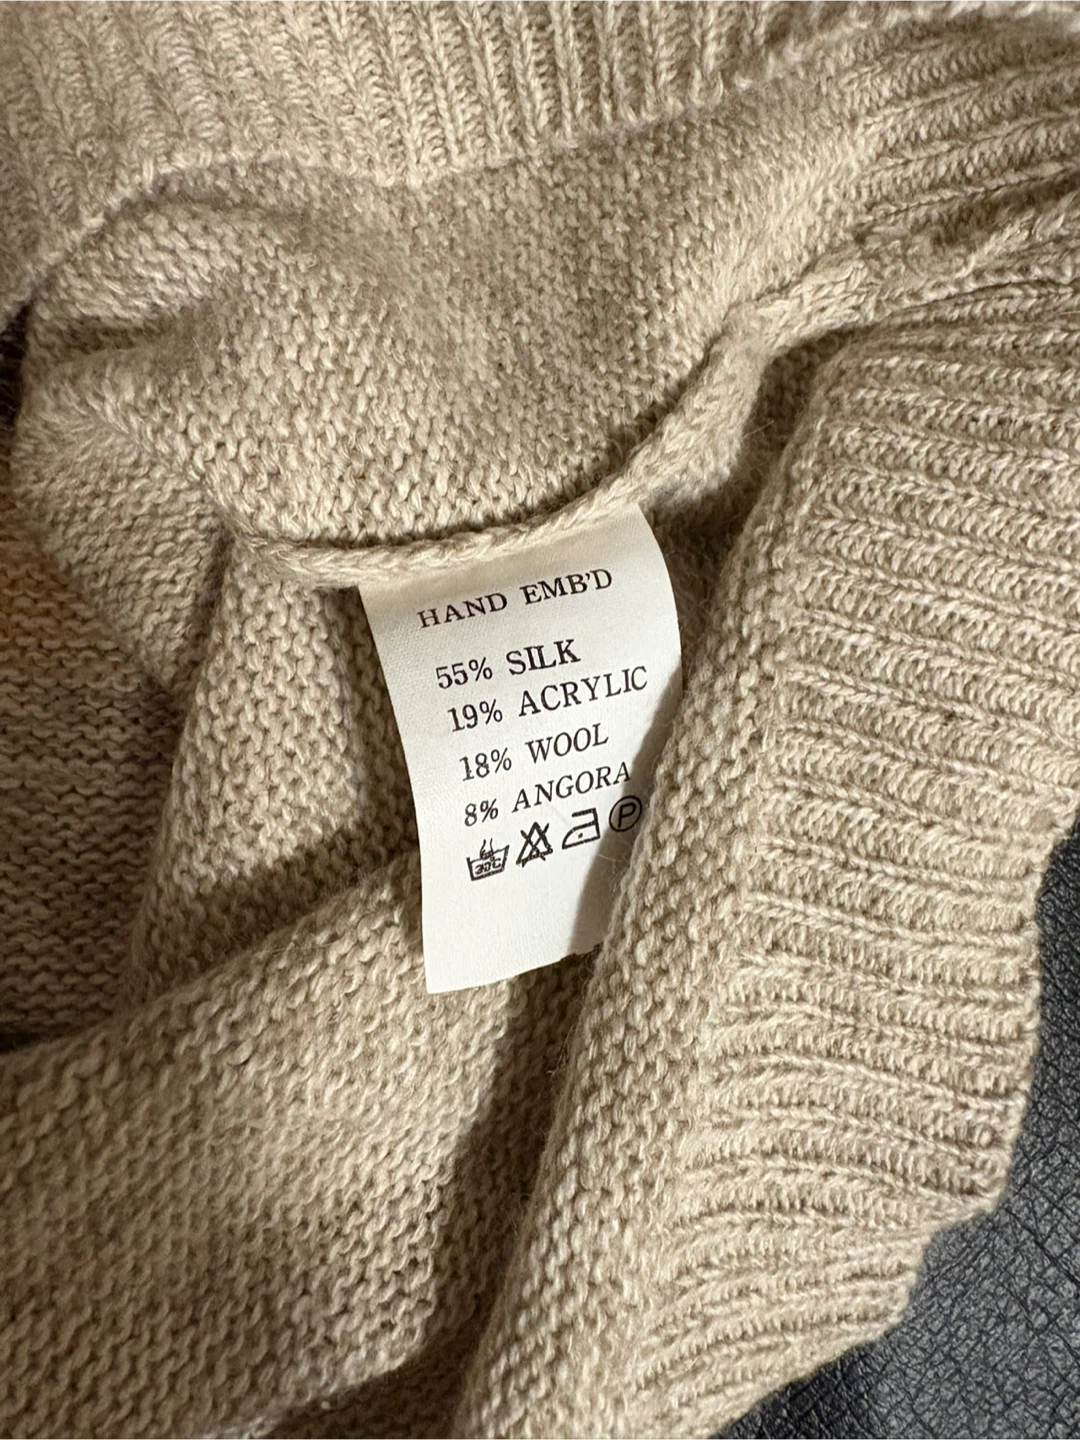 HAND EMB'D
55% SILK
19% ACRYLIC
18% WOOL
8% ANGORA
30°C P